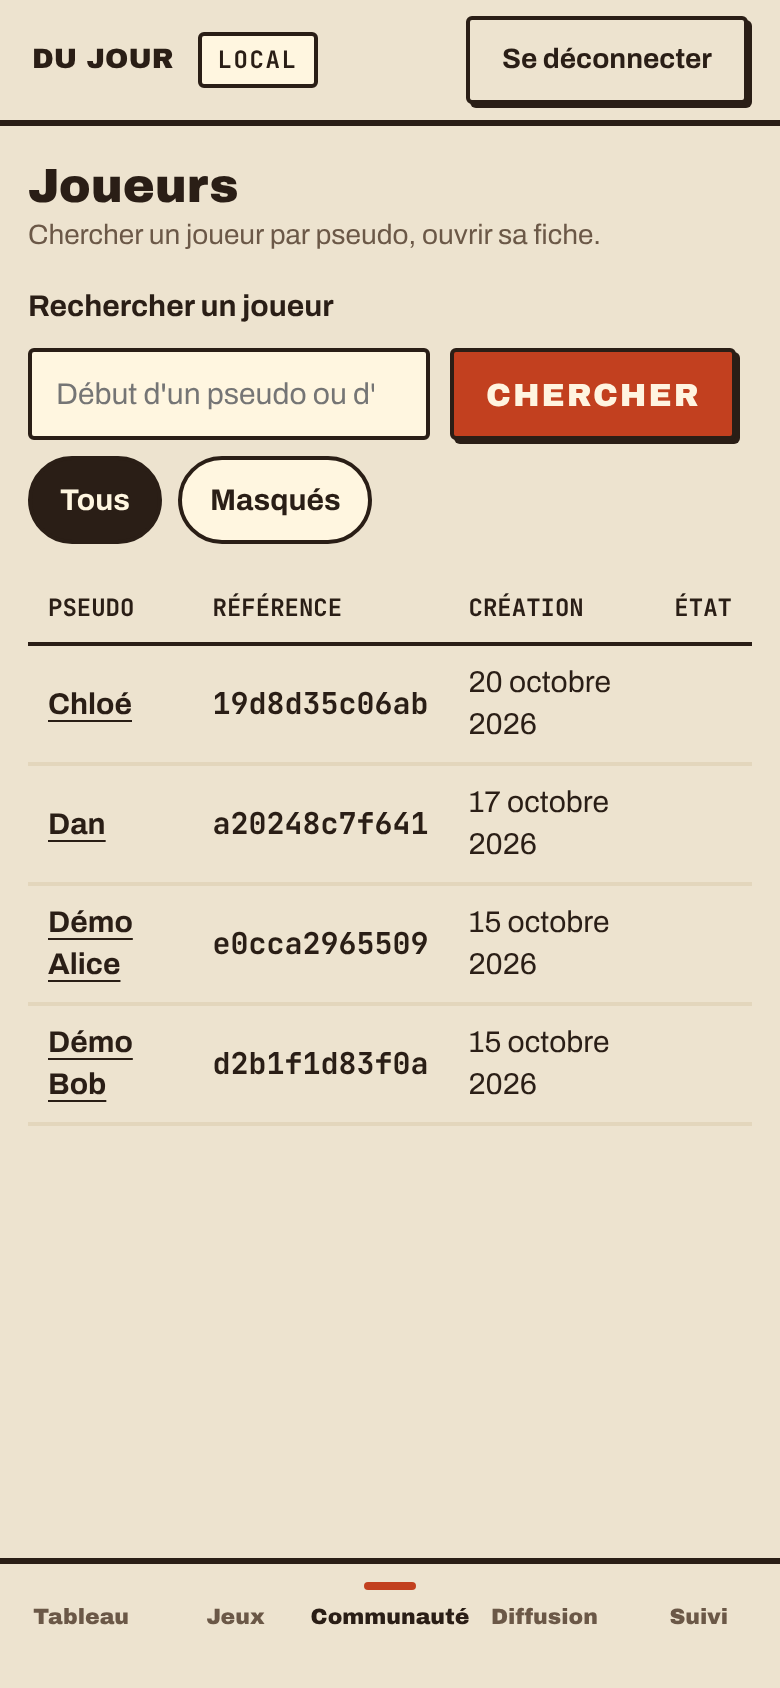 DU JOUR LOCAL Se déconnecter
Joueurs
Chercher un joueur par pseudo, ouvrir sa fiche.
Rechercher un joueur
Début d'un pseudo ou d' CHERCHER
Tous Masqués
PSEUDO RÉFÉRENCE CRÉATION ÉTAT
Chloé 19d8d35c06ab 20 octobre
2026
Dan a20248c7f641 17 octobre
2026
Démo
Alice e0cca2965509 15 octobre
2026
Démo
Bob d2b1f1d83f0a 15 octobre
2026
Tableau Jeux Communauté Diffusion Suivi